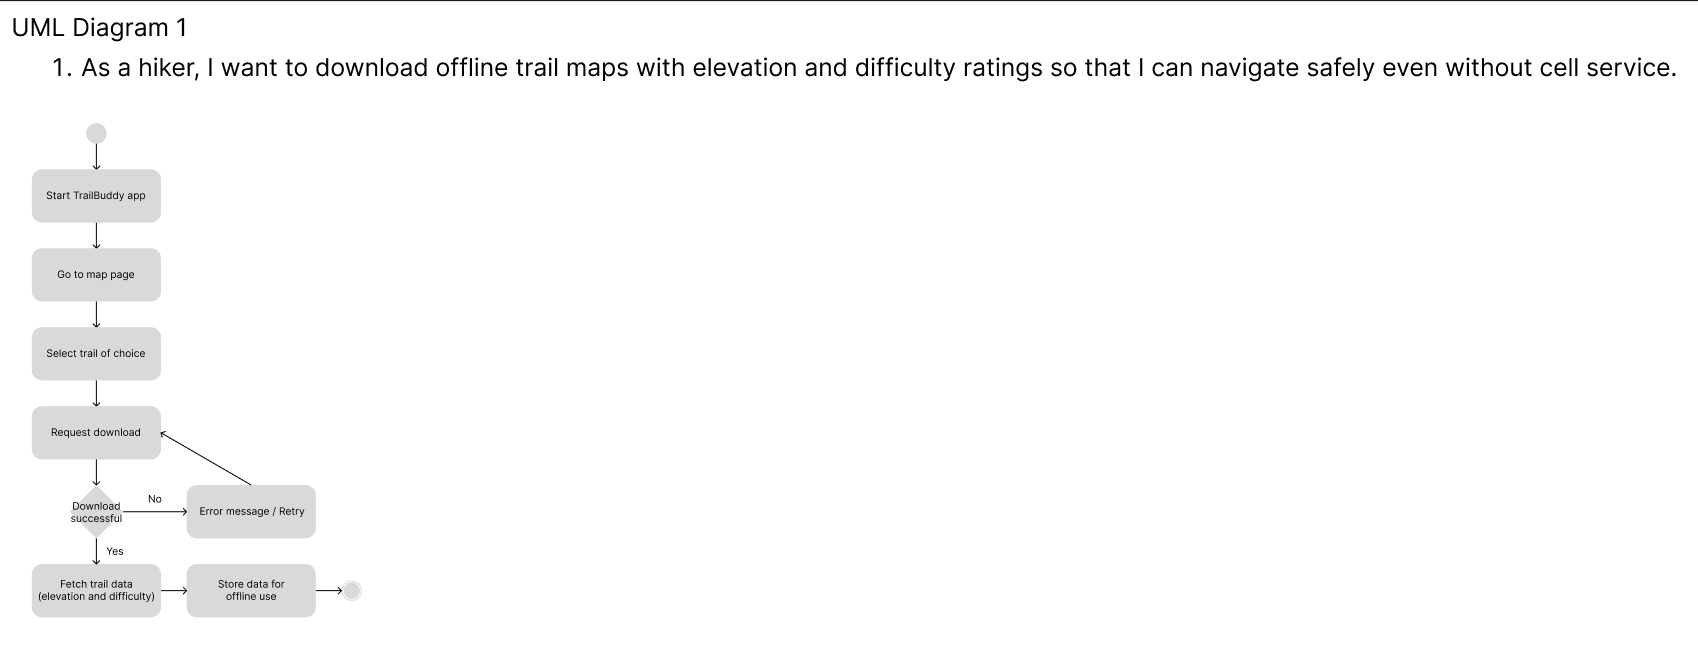 UML Diagram 1
1. As a hiker, I want to download offline trail maps with elevation and difficulty ratings so that I can navigate safely even without cell service.
Start TrailBuddy app
Go to map page
Select trail of choice
Request download
Download
successful
No
Error message / Retry
Yes
Fetch trail data
(elevation and difficulty)
Store data for
offline use